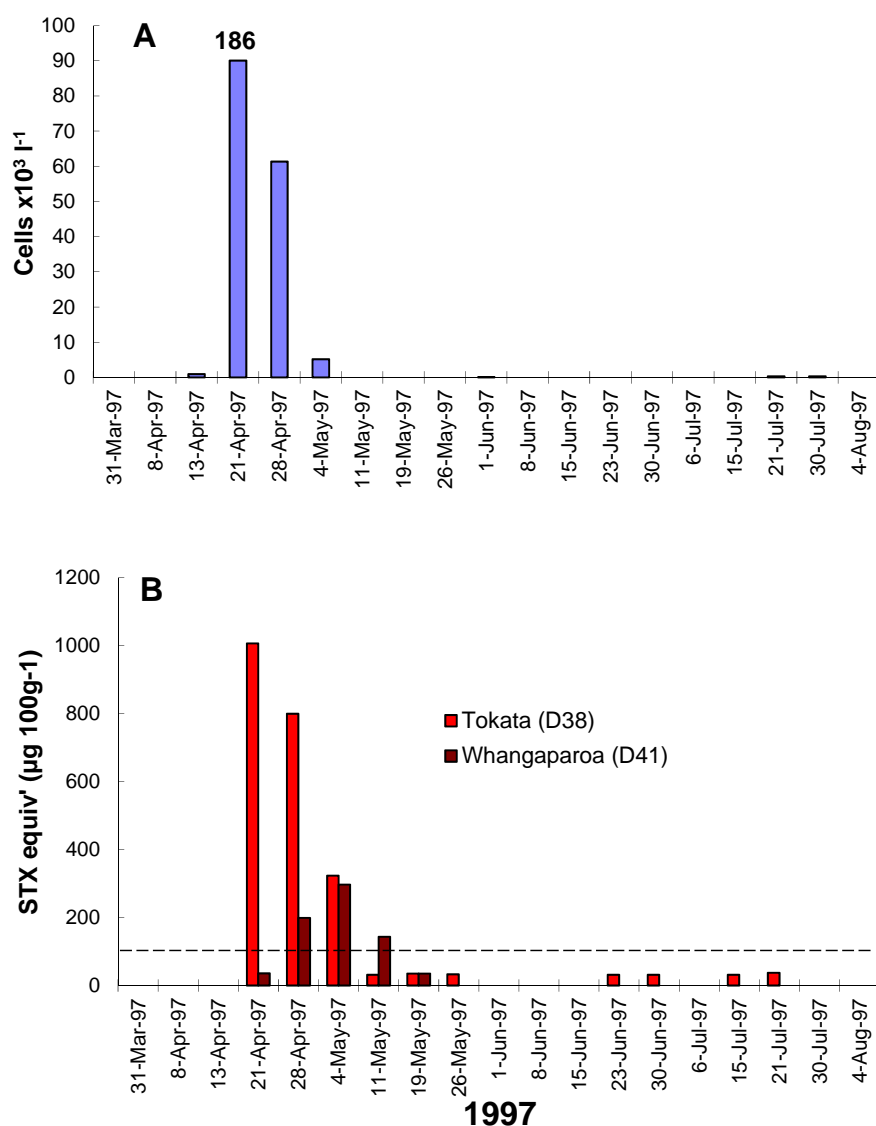 A
186
Cells x10³ l⁻¹
100
90
80
70
60
50
40
30
20
10
0
31-Mar-97
8-Apr-97
13-Apr-97
21-Apr-97
28-Apr-97
4-May-97
11-May-97
19-May-97
26-May-97
1-Jun-97
8-Jun-97
15-Jun-97
23-Jun-97
30-Jun-97
6-Jul-97
15-Jul-97
21-Jul-97
30-Jul-97
4-Aug-97
B
STX equiv' (µg 100g-1)
1200
1000
800
600
400
200
0
Tokata (D38)
Whangaparoa (D41)
31-Mar-97
8-Apr-97
13-Apr-97
21-Apr-97
28-Apr-97
4-May-97
11-May-97
19-May-97
26-May-97
1-Jun-97
8-Jun-97
15-Jun-97
23-Jun-97
30-Jun-97
6-Jul-97
15-Jul-97
21-Jul-97
30-Jul-97
4-Aug-97
1997